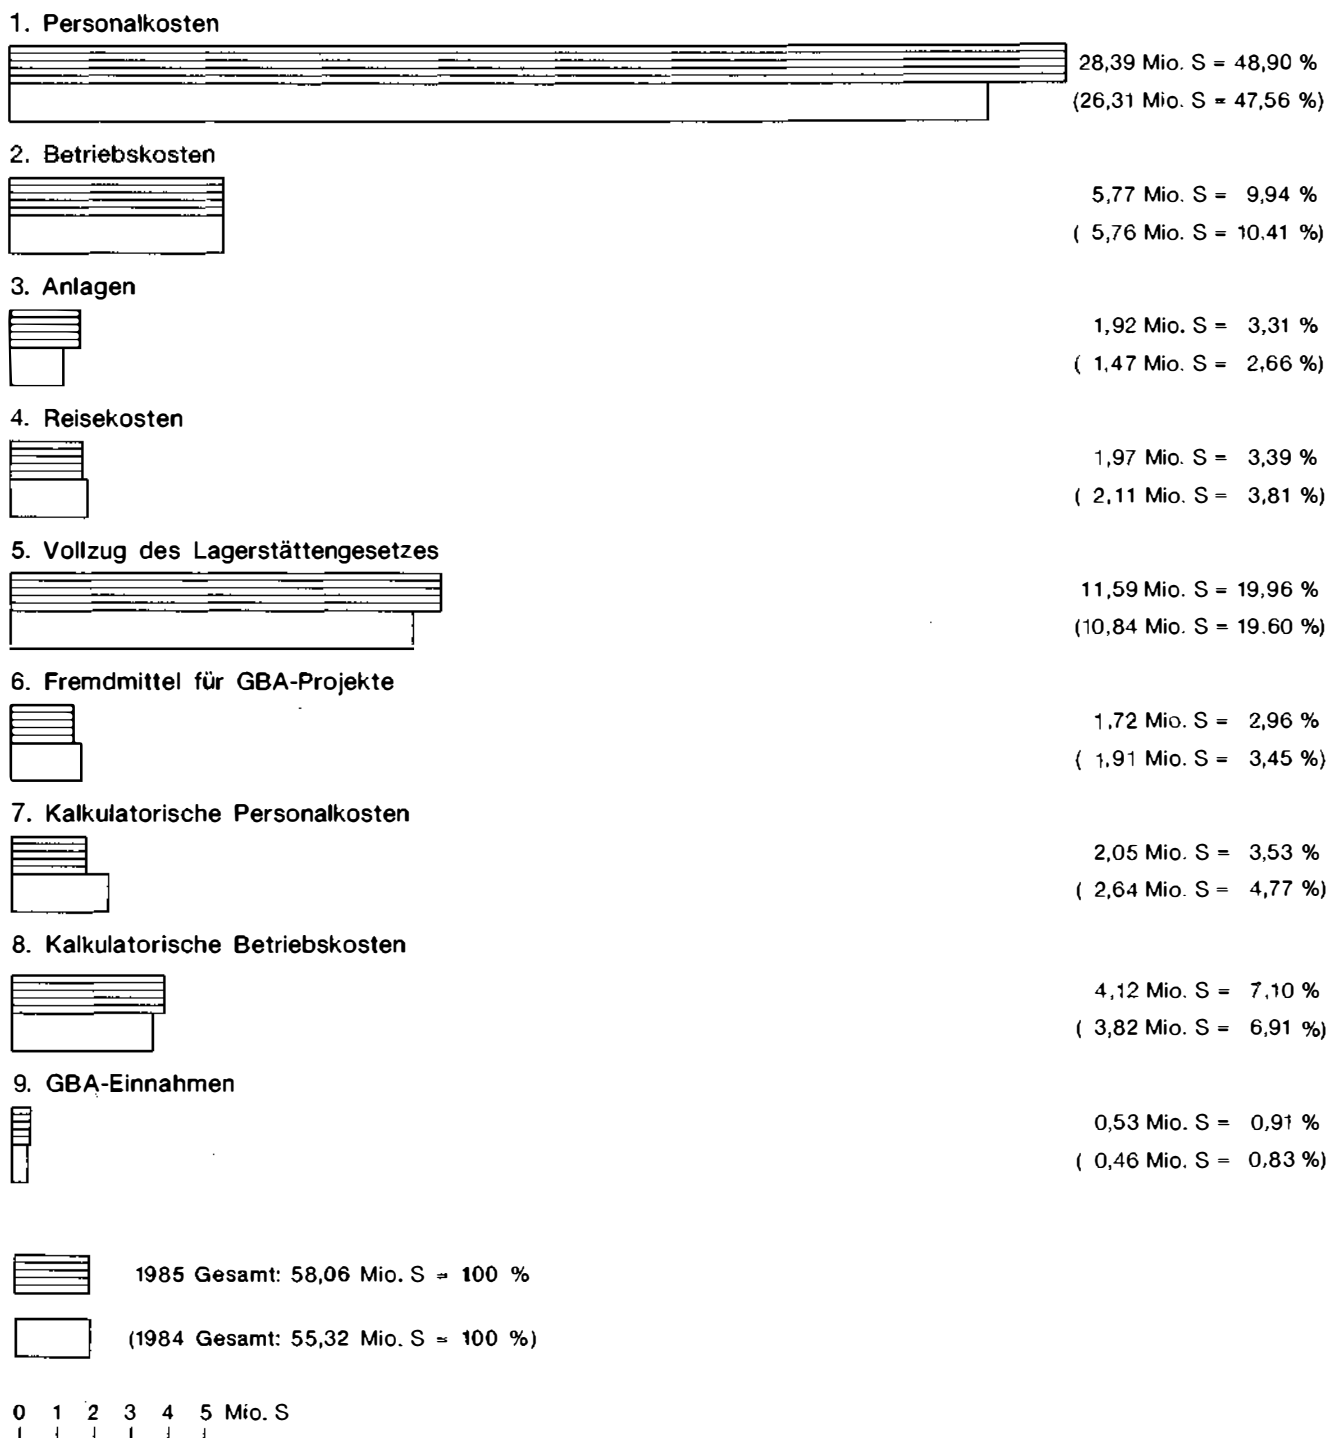 1. Personalkosten
28,39 Mio. S = 48,90 %
(26,31 Mio. S = 47,56 %)
2. Betriebskosten
5,77 Mio. S = 9,94 %
( 5,76 Mio. S = 10,41 %)
3. Anlagen
1,92 Mio. S = 3,31 %
( 1,47 Mio. S = 2,66 %)
4. Reisekosten
1,97 Mio. S = 3,39 %
( 2,11 Mio. S = 3,81 %)
5. Vollzug des Lagerstättengesetzes
11,59 Mio. S = 19,96 %
(10,84 Mio. S = 19.60 %)
6. Fremdmittel für GBA-Projekte
1,72 Mio. S = 2,96 %
( 1,91 Mio. S = 3,45 %)
7. Kalkulatorische Personalkosten
2,05 Mio. S = 3,53 %
( 2,64 Mio. S = 4,77 %)
8. Kalkulatorische Betriebskosten
4,12 Mio. S = 7,10 %
( 3,82 Mio. S = 6,91 %)
9. GBA-Einnahmen
0,53 Mio. S = 0,91 %
( 0,46 Mio. S = 0,83 %)
1985 Gesamt: 58,06 Mio. S = 100 %
(1984 Gesamt: 55,32 Mio. S = 100 %)
0 1 2 3 4 5 Mio. S